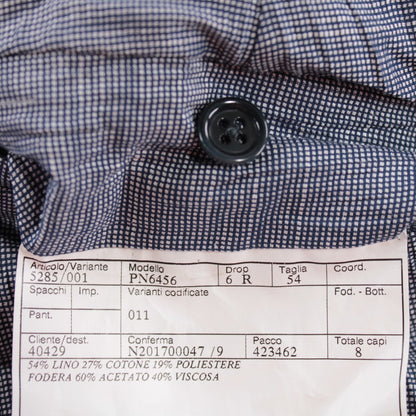 Articolo/Variante Modello Drop Taglia Coord.
5285/001 PN6456 6 R 54
Spacchi Imp. Varianti codificate Fod. - Bott.
Pant. 011
Cliente/dest. Conferma Pacco Totale capi
40429 N201700047 /9 423462 8
54% LINO 27% COTONE 19% POLIESTERE
FODERA 60% ACETATO 40% VISCOSA